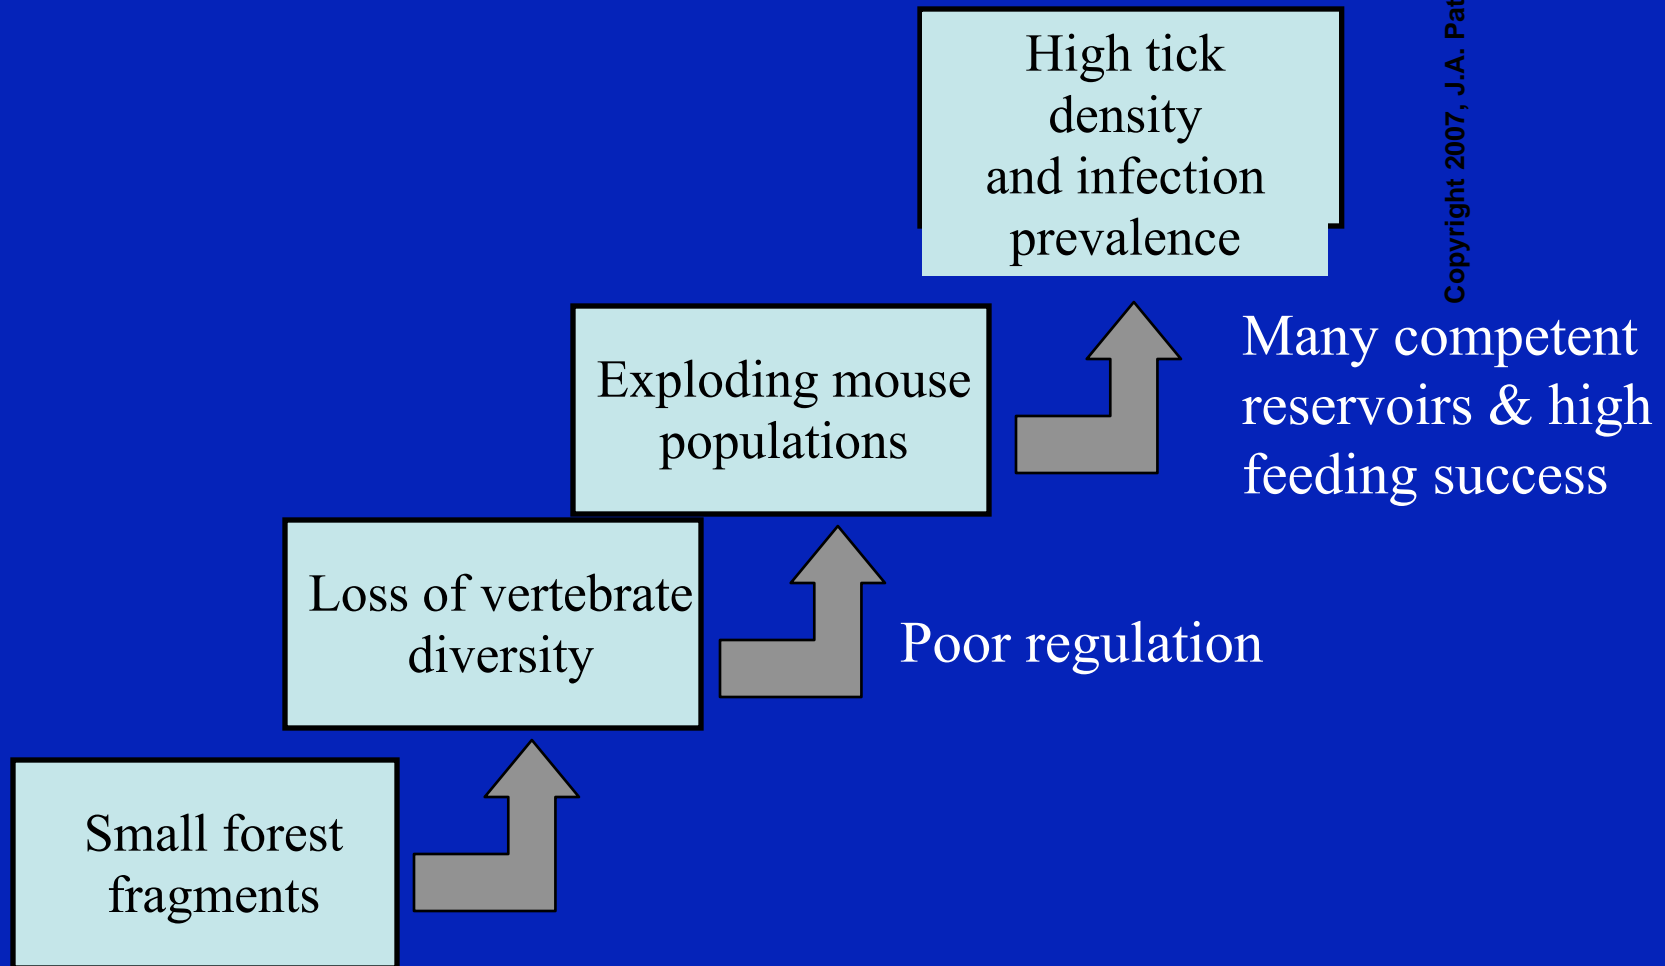 High tick
density
and infection
prevalence
Copyright 2007, J.A.
Many competent
reservoirs & high
feeding success
Exploding mouse
populations
Loss of vertebrate
diversity
Poor regulation
Small forest
fragments